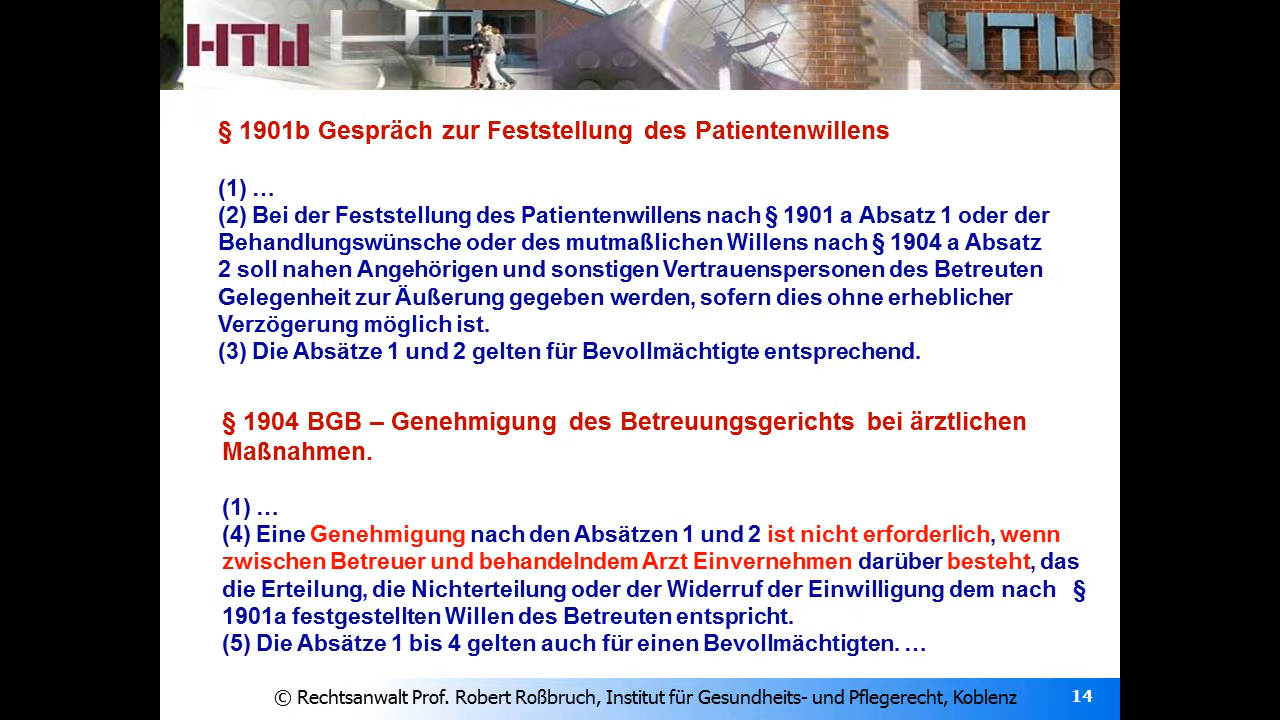 HTW
HTW
§ 1901b Gespräch zur Feststellung des Patientenwillens
(1) …
(2) Bei der Feststellung des Patientenwillens nach § 1901 a Absatz 1 oder der
Behandlungswünsche oder des mutmaßlichen Willens nach § 1904 a Absatz
2 soll nahen Angehörigen und sonstigen Vertrauenspersonen des Betreuten
Gelegenheit zur Äußerung gegeben werden, sofern dies ohne erheblicher
Verzögerung möglich ist.
(3) Die Absätze 1 und 2 gelten für Bevollmächtigte entsprechend.
§ 1904 BGB – Genehmigung des Betreuungsgerichts bei ärztlichen
Maßnahmen.
(1) …
(4) Eine Genehmigung nach den Absätzen 1 und 2 ist nicht erforderlich, wenn
zwischen Betreuer und behandelndem Arzt Einvernehmen darüber besteht, das
die Erteilung, die Nichterteilung oder der Widerruf der Einwilligung dem nach §
1901a festgestellten Willen des Betreuten entspricht.
(5) Die Absätze 1 bis 4 gelten auch für einen Bevollmächtigten. …
© Rechtsanwalt Prof. Robert Roßbruch, Institut für Gesundheits- und Pflegerecht, Koblenz
14